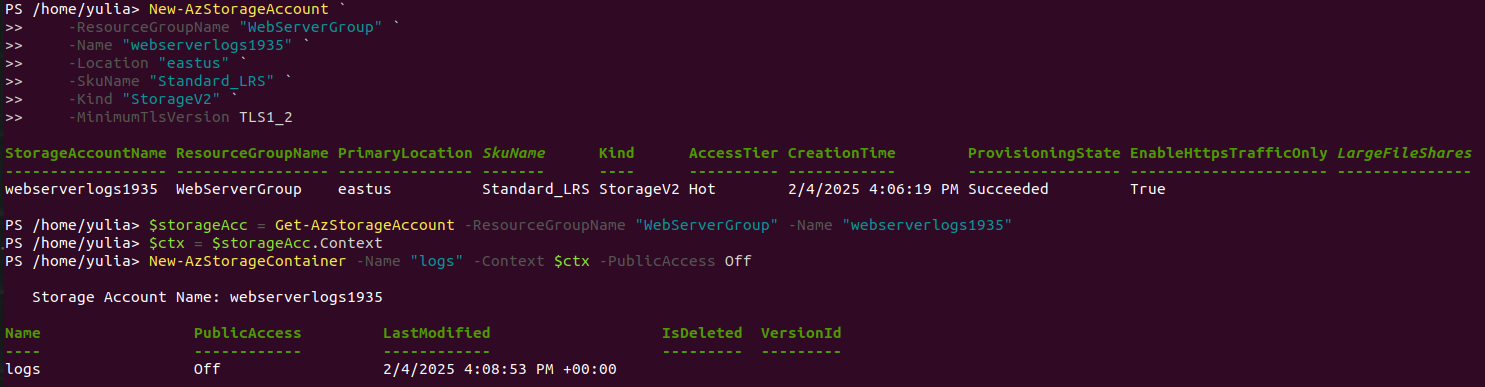 PS /home/yulia> New-AzStorageAccount `
>>     -ResourceGroupName "WebServerGroup" `
>>     -Name "webserverlogs1935" `
>>     -Location "eastus" `
>>     -SkuName "Standard_LRS" `
>>     -Kind "StorageV2" `
>>     -MinimumTlsVersion TLS1_2
StorageAccountName ResourceGroupName PrimaryLocation SkuName      Kind      AccessTier CreationTime        ProvisioningState EnableHttpsTrafficOnly LargeFileShares
------------------ ----------------- --------------- -------      ----      ---------- ------------        ----------------- ---------------------- ---------------
webserverlogs1935  WebServerGroup    eastus          Standard_LRS StorageV2 Hot        2/4/2025 4:06:19 PM Succeeded         True
PS /home/yulia> $storageAcc = Get-AzStorageAccount -ResourceGroupName "WebServerGroup" -Name "webserverlogs1935"
PS /home/yulia> $ctx = $storageAcc.Context
PS /home/yulia> New-AzStorageContainer -Name "logs" -Context $ctx -PublicAccess Off
   Storage Account Name: webserverlogs1935
Name                 PublicAccess         LastModified                   IsDeleted  VersionId
----                 ------------         ------------                   ---------  ---------
logs                 Off                  2/4/2025 4:08:53 PM +00:00